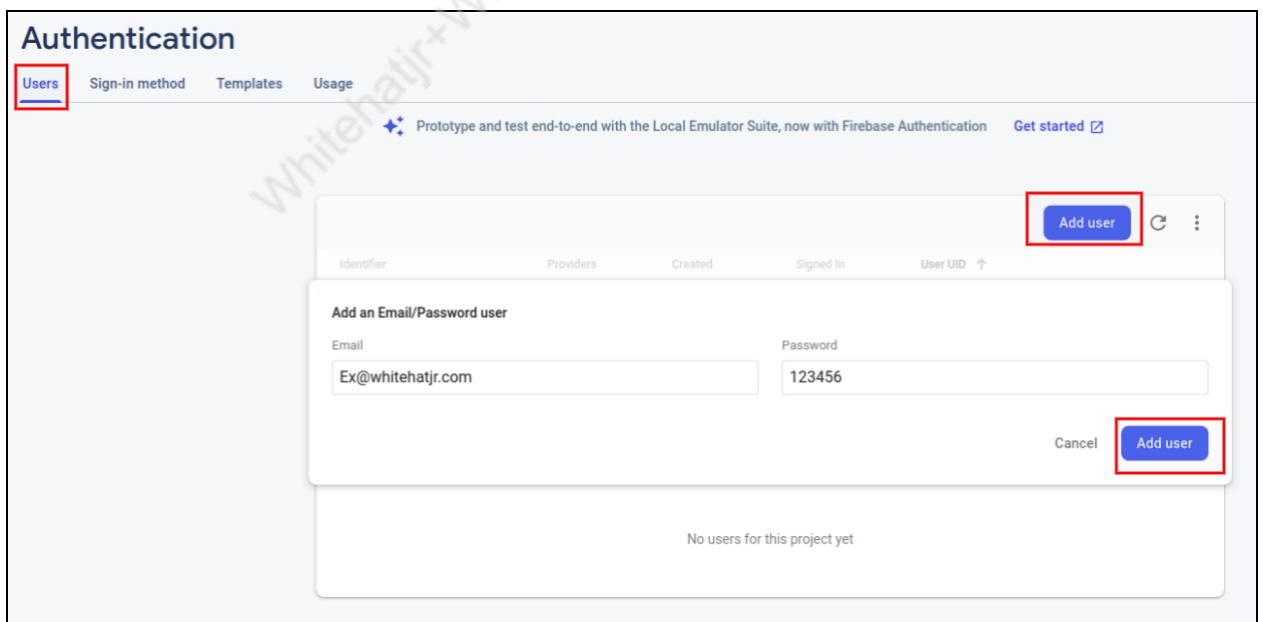 Authentication
Users Sign-in method Templates Usage
Prototype and test end-to-end with the Local Emulator Suite, now with Firebase Authentication Get started
Add user
Identifier Providers Created Signed In User UID
Add an Email/Password user
Email Password
Ex@whitehatjr.com 123456
Cancel Add user
No users for this project yet
Whitehatjr+W